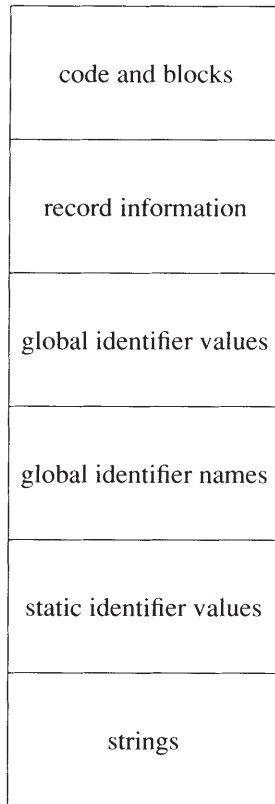 code and blocks
record information
global identifier values
global identifier names
static identifier values
strings